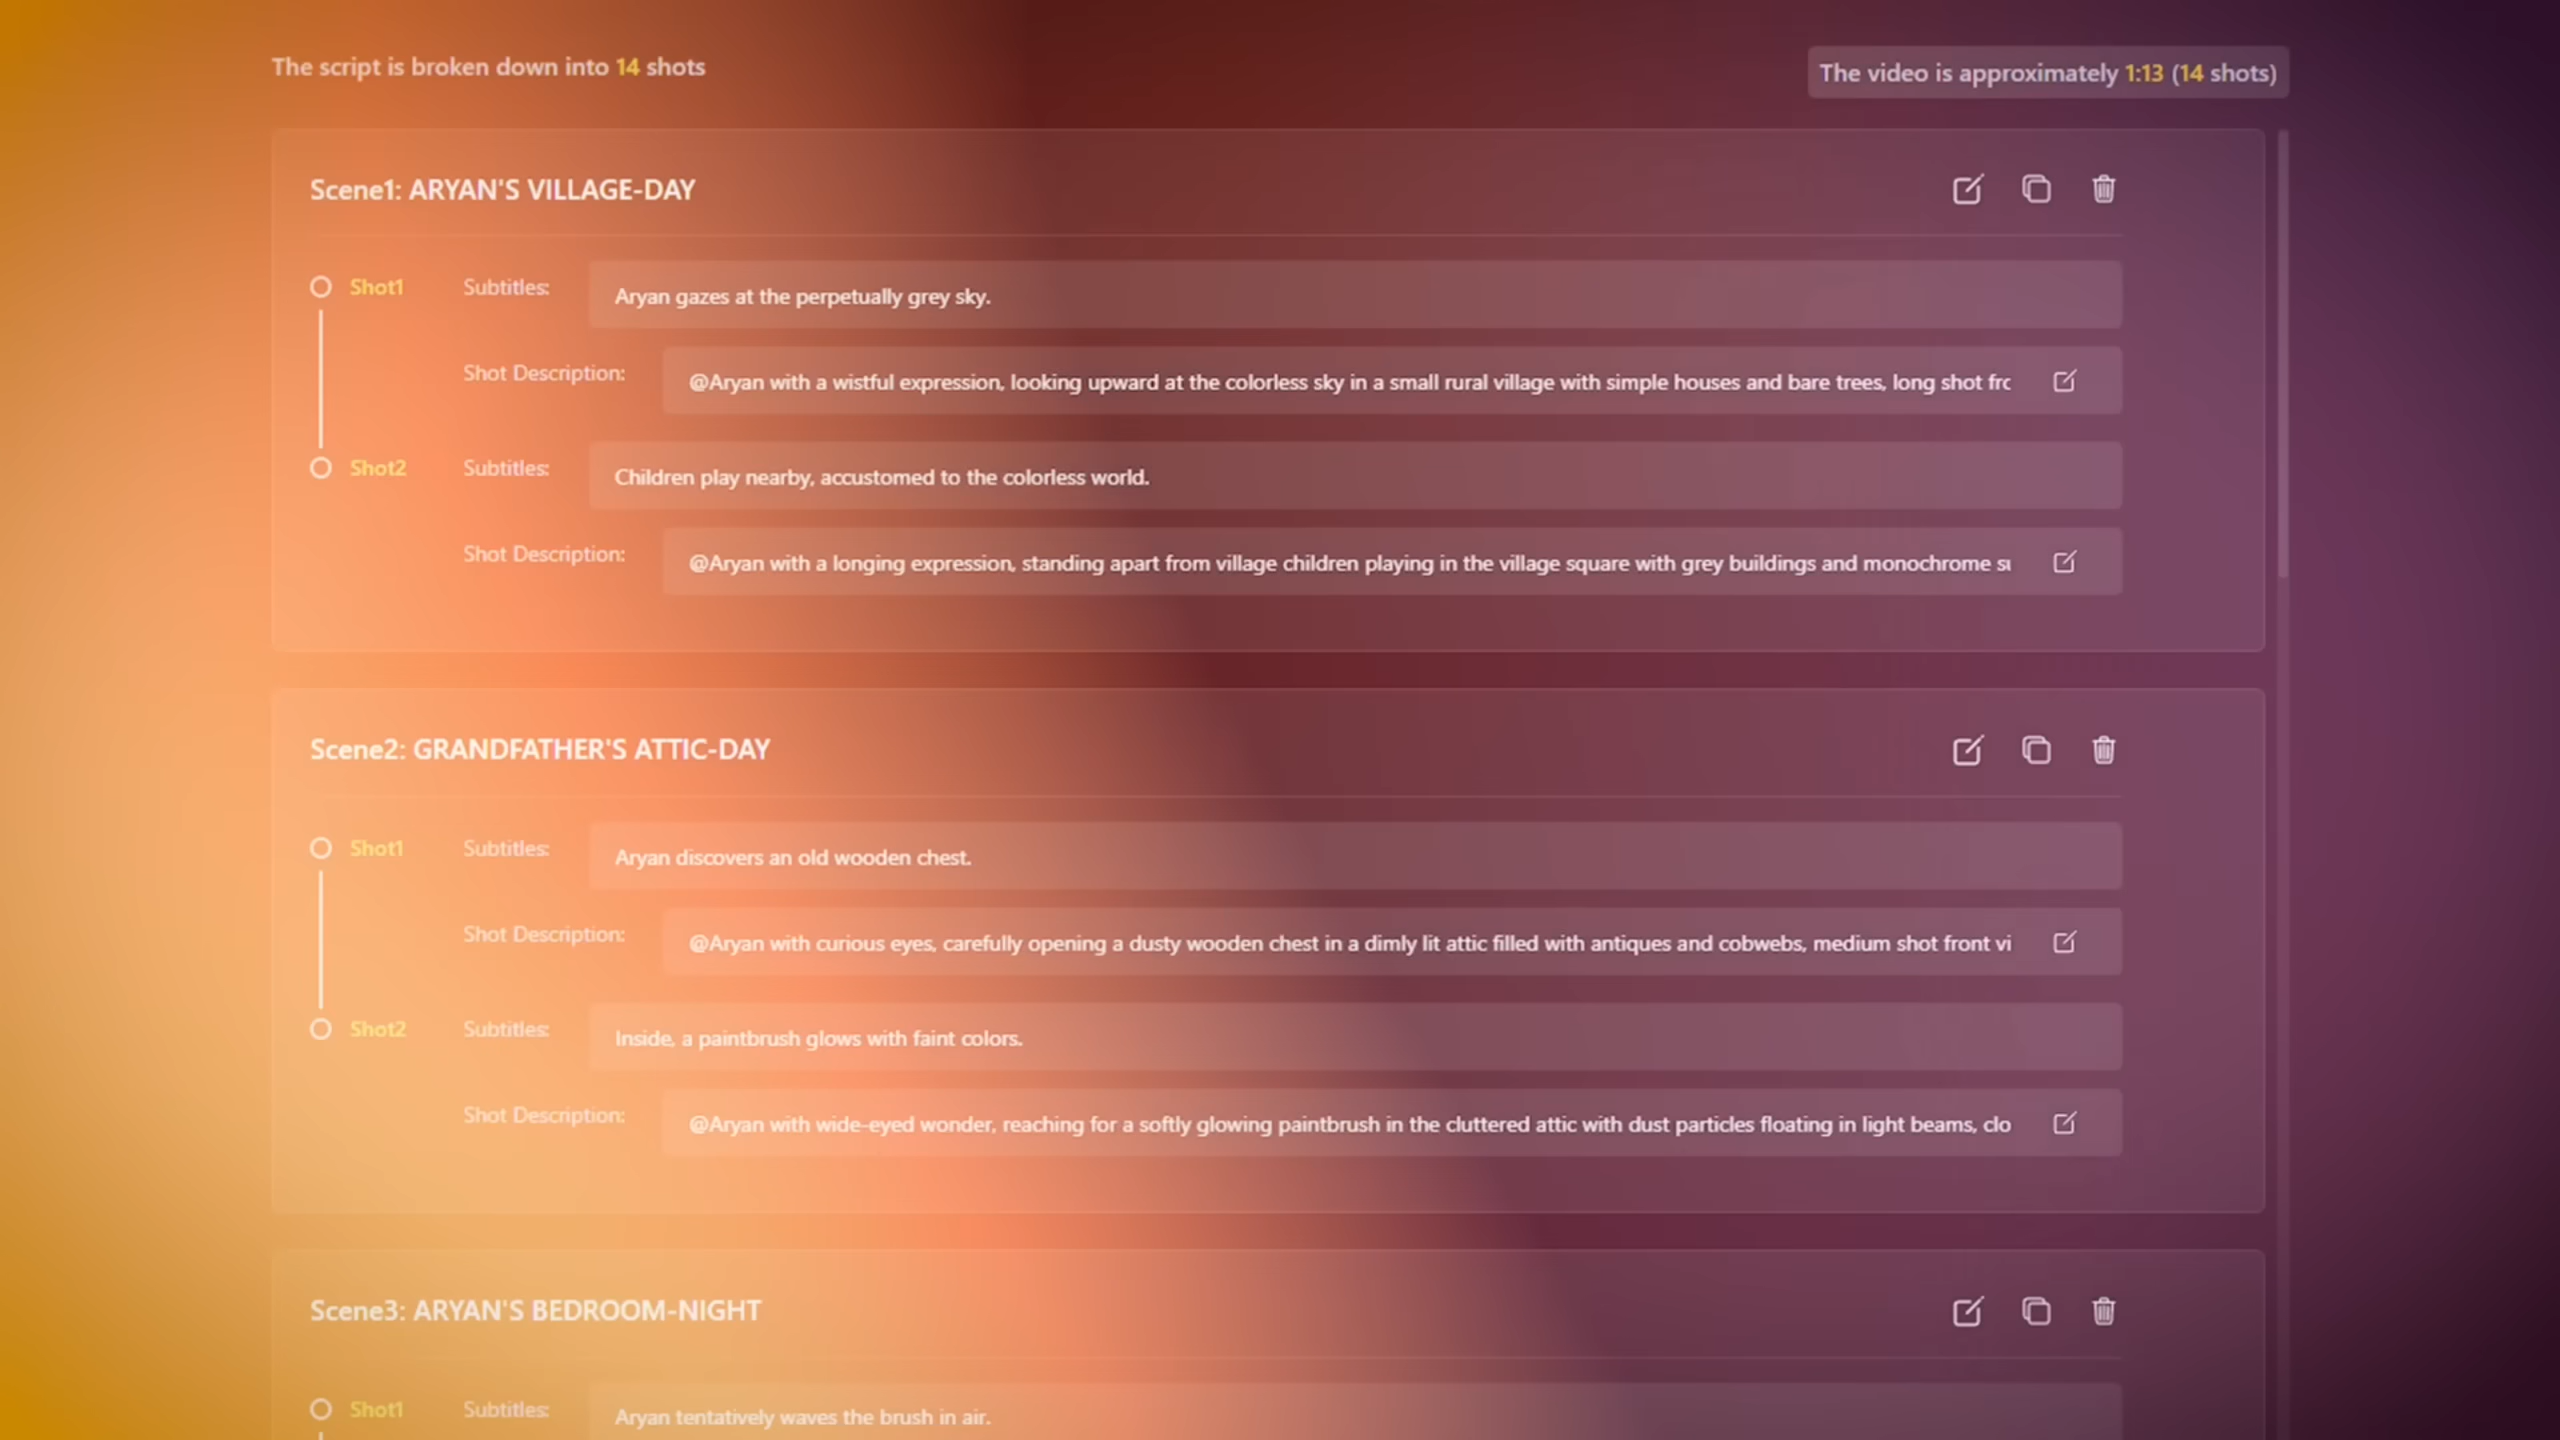 The script is broken down into 14 shots
The video is approximately 1:13 (14 shots)
Scene1: ARYAN'S VILLAGE-DAY
Shot1 Subtitles: Aryan gazes at the perpetually grey sky.
Shot Description: @Aryan with a wistful expression, looking upward at the colorless sky in a small rural village with simple houses and bare trees, long shot frc
Shot2 Subtitles: Children play nearby, accustomed to the colorless world.
Shot Description: @Aryan with a longing expression, standing apart from village children playing in the village square with grey buildings and monochrome
Scene2: GRANDFATHER'S ATTIC-DAY
Shot1 Subtitles: Aryan discovers an old wooden chest.
Shot Description: @Aryan with curious eyes, carefully opening a dusty wooden chest in a dimly lit attic filled with antiques and cobwebs, medium shot front vi
Shot2 Subtitles: Inside, a paintbrush glows with faint colors.
Shot Description: @Aryan with wide-eyed wonder, reaching for a softly glowing paintbrush in the cluttered attic with dust particles floating in light beams, clo
Scene3: ARYAN'S BEDROOM-NIGHT
Shot1 Subtitles: Aryan tentatively waves the brush in air.